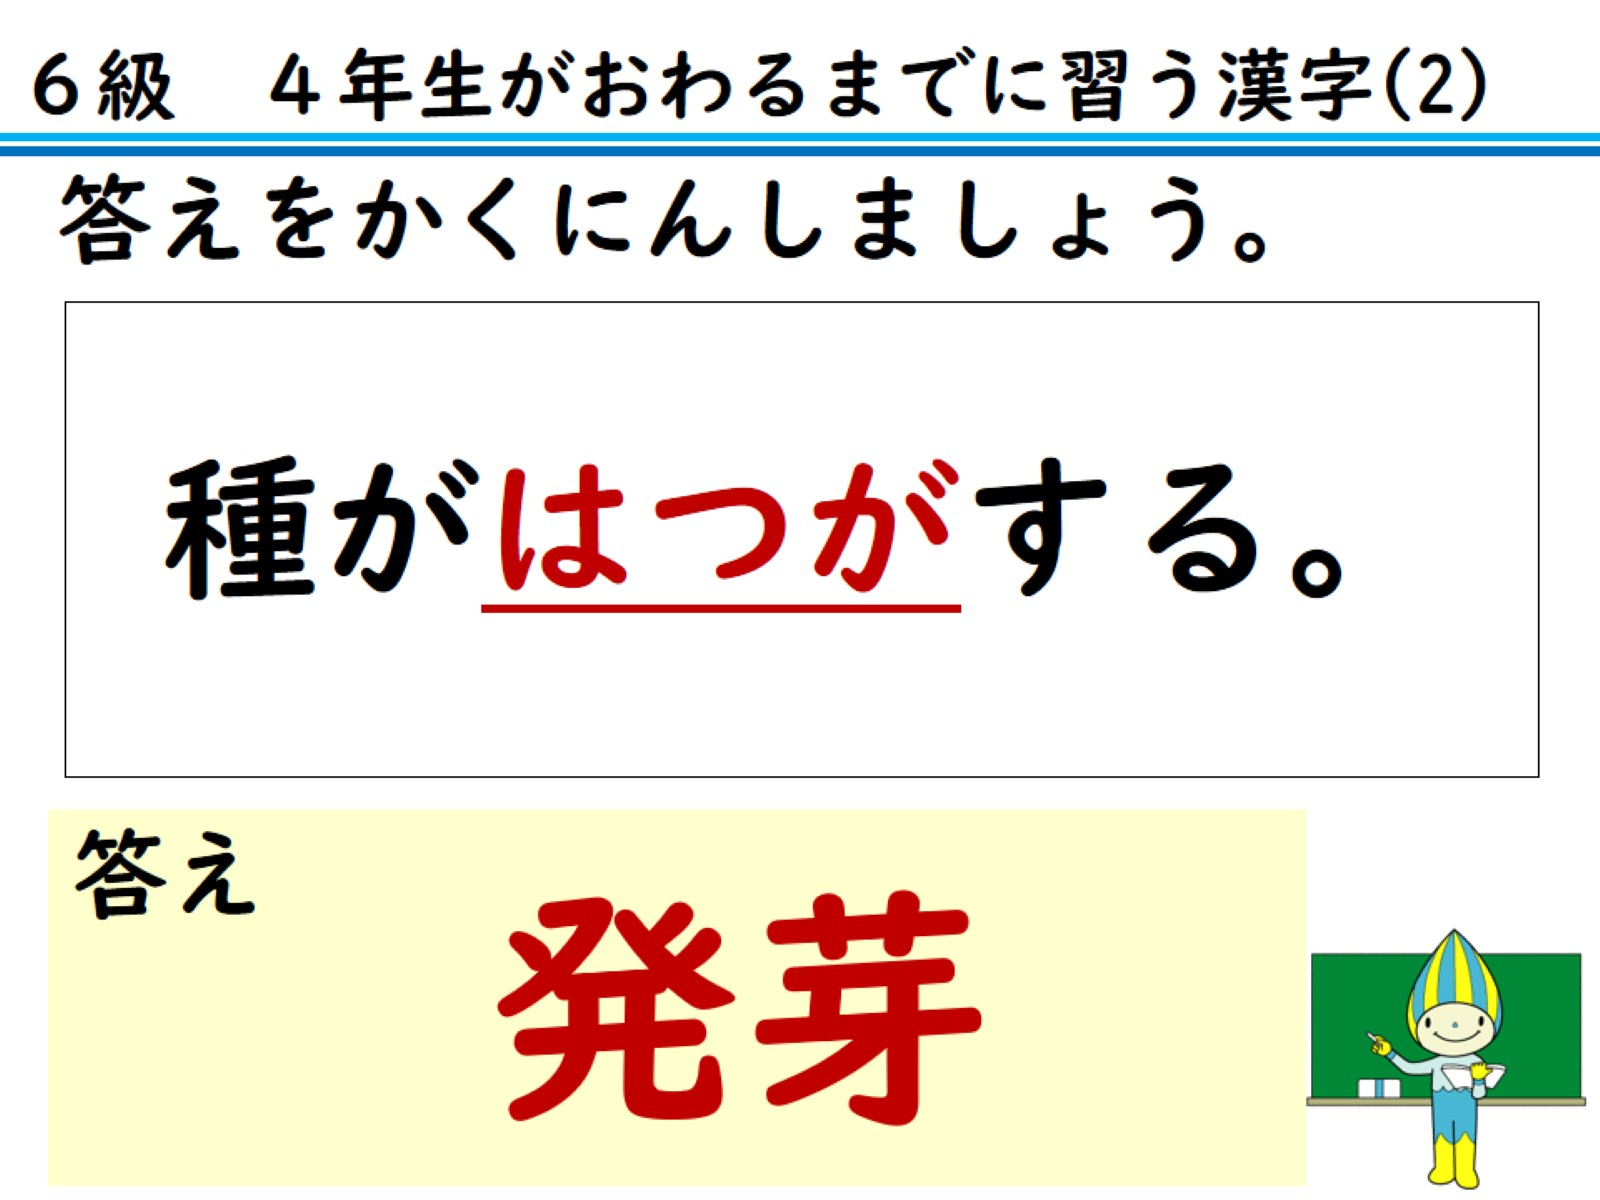 ６級　４年生がおわるまでに習う漢字(2)
答えをかくにんしましょう。
種がはつがする。
答え
発芽